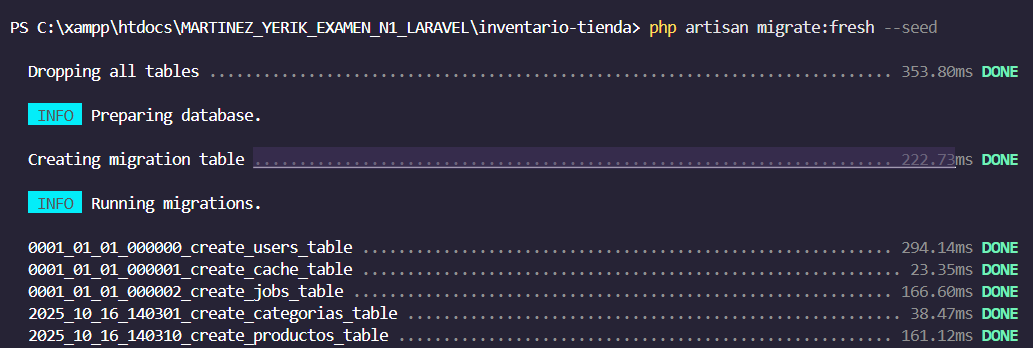 PS C:\xampp\htdocs\MARTINEZ_YERIK_EXAMEN_N1_LARAVEL\inventario-tienda> php artisan migrate:fresh --seed
Dropping all tables ........................................................................... 353.80ms DONE
INFO Preparing database.
Creating migration table ...................................................................... 222.73ms DONE
INFO Running migrations.
0001_01_01_000000_create_users_table .......................................................... 294.14ms DONE
0001_01_01_000001_create_cache_table ........................................................... 23.35ms DONE
0001_01_01_000002_create_jobs_table ........................................................... 166.60ms DONE
2025_10_16_140301_create_categorias_table ...................................................... 38.47ms DONE
2025_10_16_140310_create_productos_table ...................................................... 161.12ms DONE